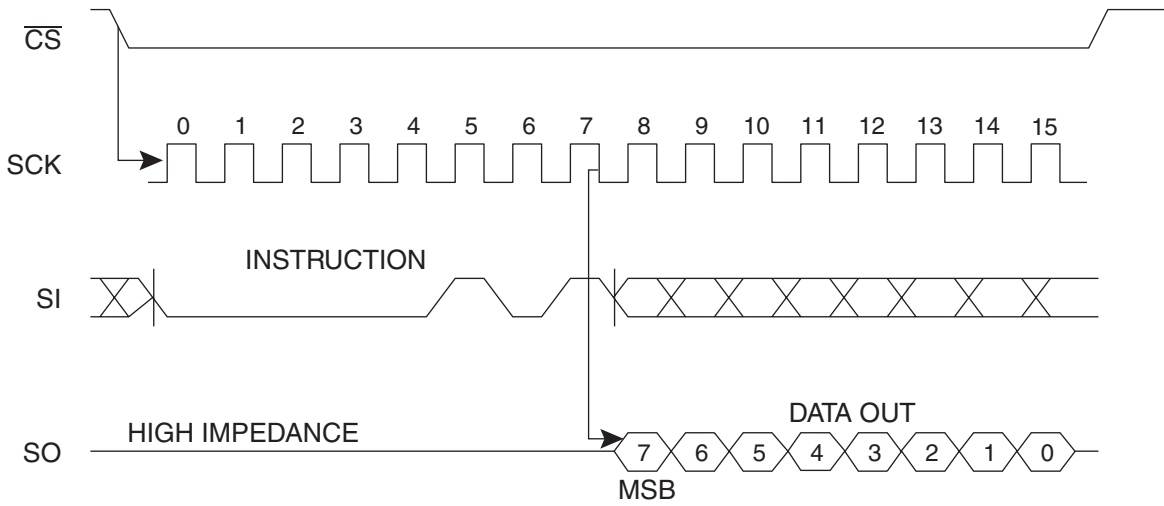 CS
0 1 2 3 4 5 6 7 8 9 10 11 12 13 14 15
SCK
INSTRUCTION
SI
DATA OUT
HIGH IMPEDANCE
SO
7 6 5 4 3 2 1 0
MSB